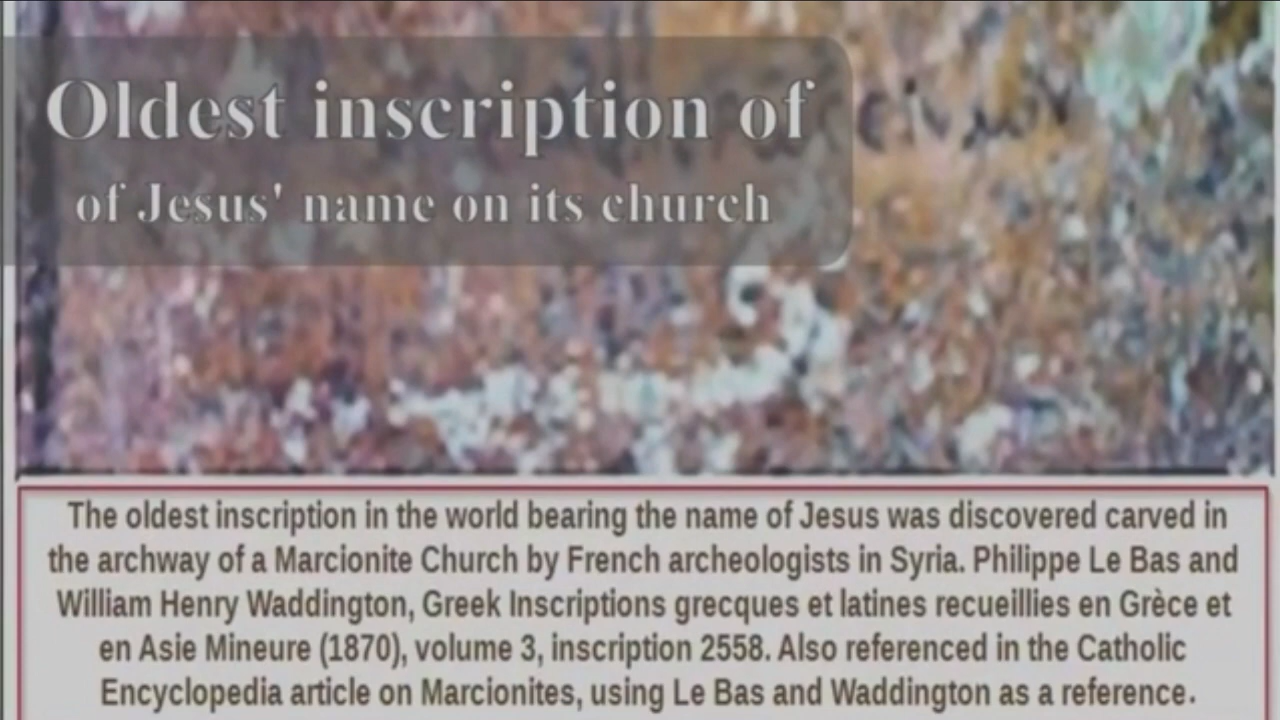 Oldest inscription of
of Jesus' name on its church
The oldest inscription in the world bearing the name of Jesus was discovered carved in
the archway of a Marcionite Church by French archeologists in Syria. Philippe Le Bas and
William Henry Waddington, Greek Inscriptions grecques et latines recueillies en Grèce et
en Asie Mineure (1870), volume 3, inscription 2558. Also referenced in the Catholic
Encyclopedia article on Marcionites, using Le Bas and Waddington as a reference.